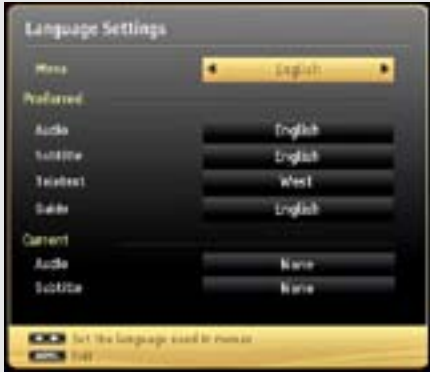 Language Settings
Menu English
Preferred
Audio English
Subtitle English
Teletext West
Guide English
Current
Audio None
Subtitle None
Set the language used in menus
MENU Exit